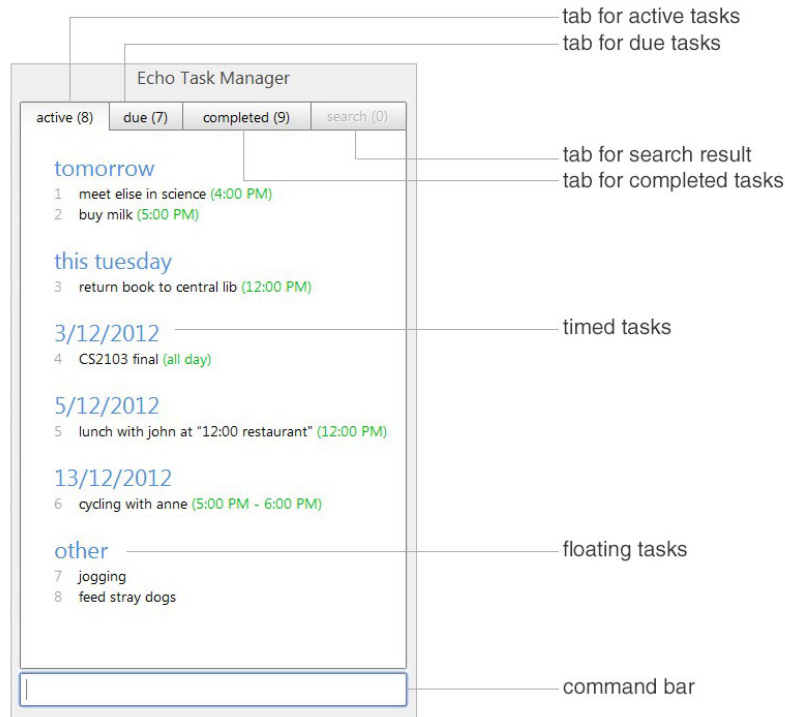 tab for active tasks
tab for due tasks
Echo Task Manager
active (8) due (7) completed (9) search (0)
tab for search result
tab for completed tasks
tomorrow
1 meet elise in science (4:00 PM)
2 buy milk (5:00 PM)
this tuesday
3 return book to central lib (12:00 PM)
3/12/2012
timed tasks
4 CS2103 final (all day)
5/12/2012
5 lunch with john at "12:00 restaurant" (12:00 PM)
13/12/2012
6 cycling with anne (5:00 PM - 6:00 PM)
other
floating tasks
7 jogging
8 feed stray dogs
command bar